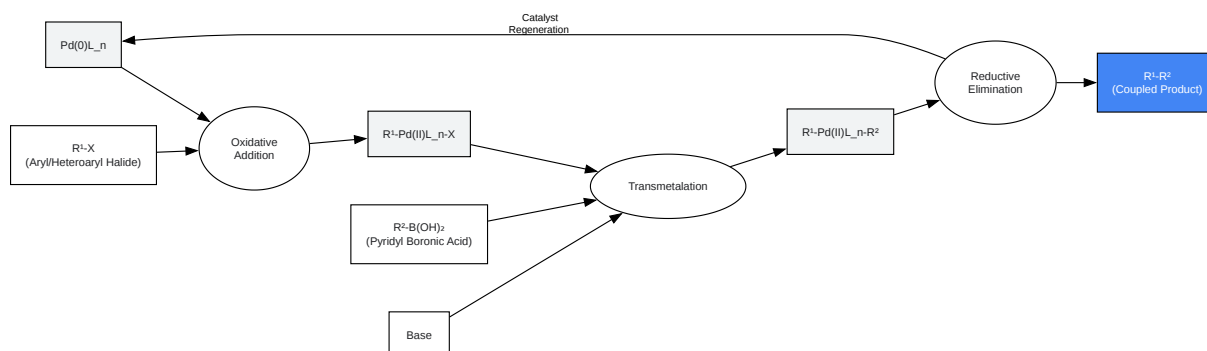 Catalyst
Regeneration
Pd(0)L_n
R¹-X
(Aryl/Heteroaryl Halide)
Oxidative
Addition
R¹-Pd(II)L_n-X
R²-B(OH)₂
(Pyridyl Boronic Acid)
Base
Transmetalation
R¹-Pd(II)L_n-R²
Reductive
Elimination
R¹-R²
(Coupled Product)